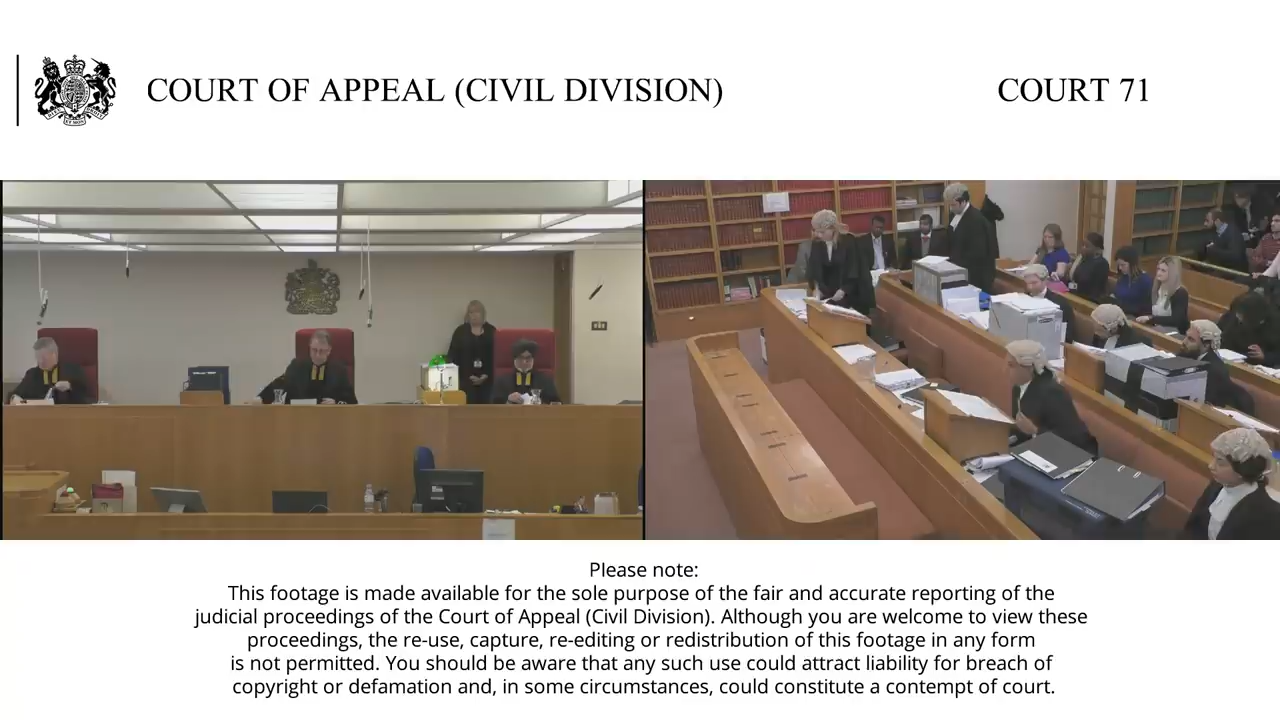 COURT OF APPEAL (CIVIL DIVISION)
COURT 71
Please note:
This footage is made available for the sole purpose of the fair and accurate reporting of the
judicial proceedings of the Court of Appeal (Civil Division). Although you are welcome to view these
proceedings, the re-use, capture, re-editing or redistribution of this footage in any form
is not permitted. You should be aware that any such use could attract liability for breach of
copyright or defamation and, in some circumstances, could constitute a contempt of court.